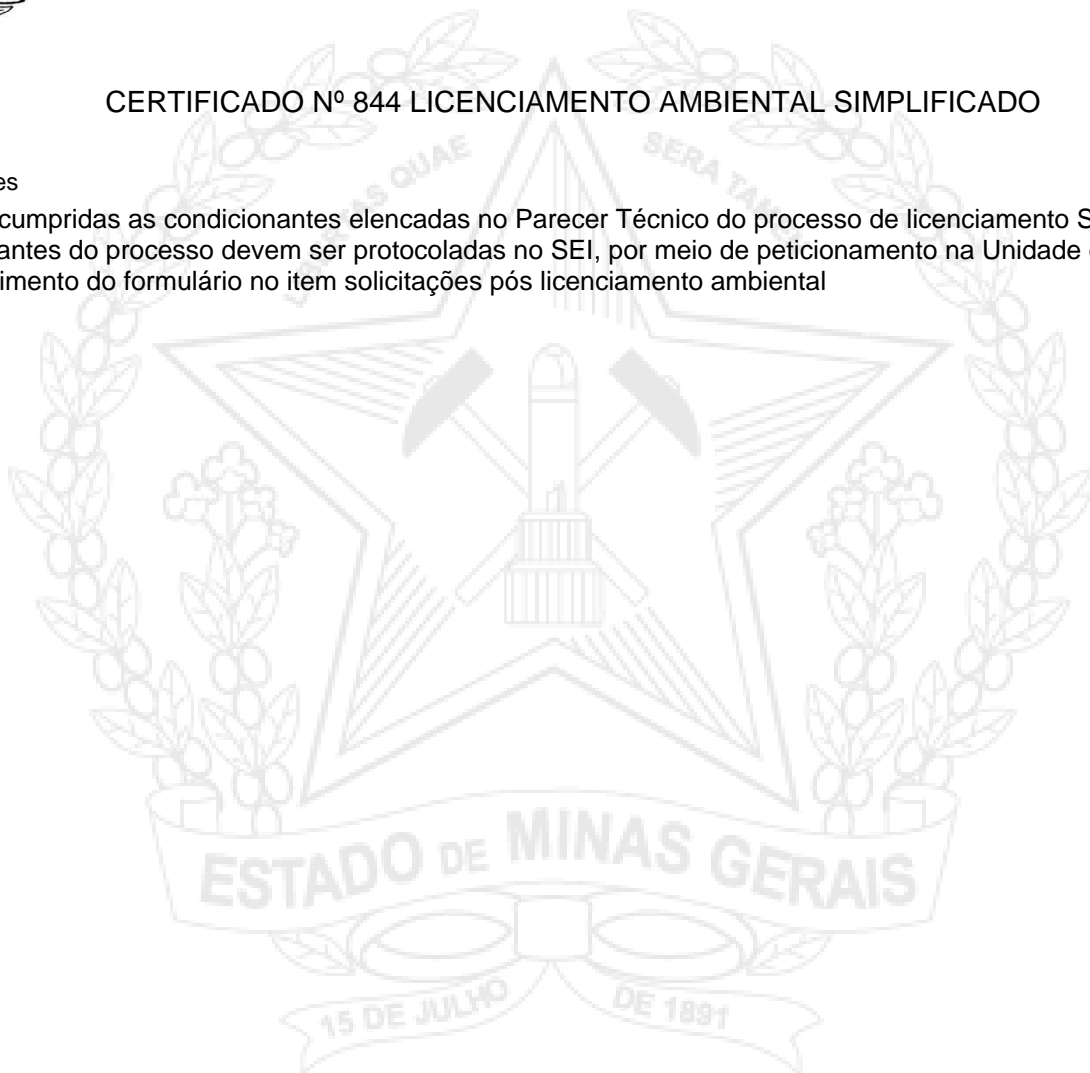 CERTIFICADO Nº 844 LICENCIAMENTO AMBIENTAL SIMPLIFICADO
es
cumpridas as condicionantes elencadas no Parecer Técnico do processo de licenciamento S
antes do processo devem ser protocoladas no SEI, por meio de peticionamento na Unidade
imento do formulário no item solicitações pós licenciamento ambiental
QUAE SERA
ESTADO DE MINAS GERAIS
15 DE JULHO DE 1891